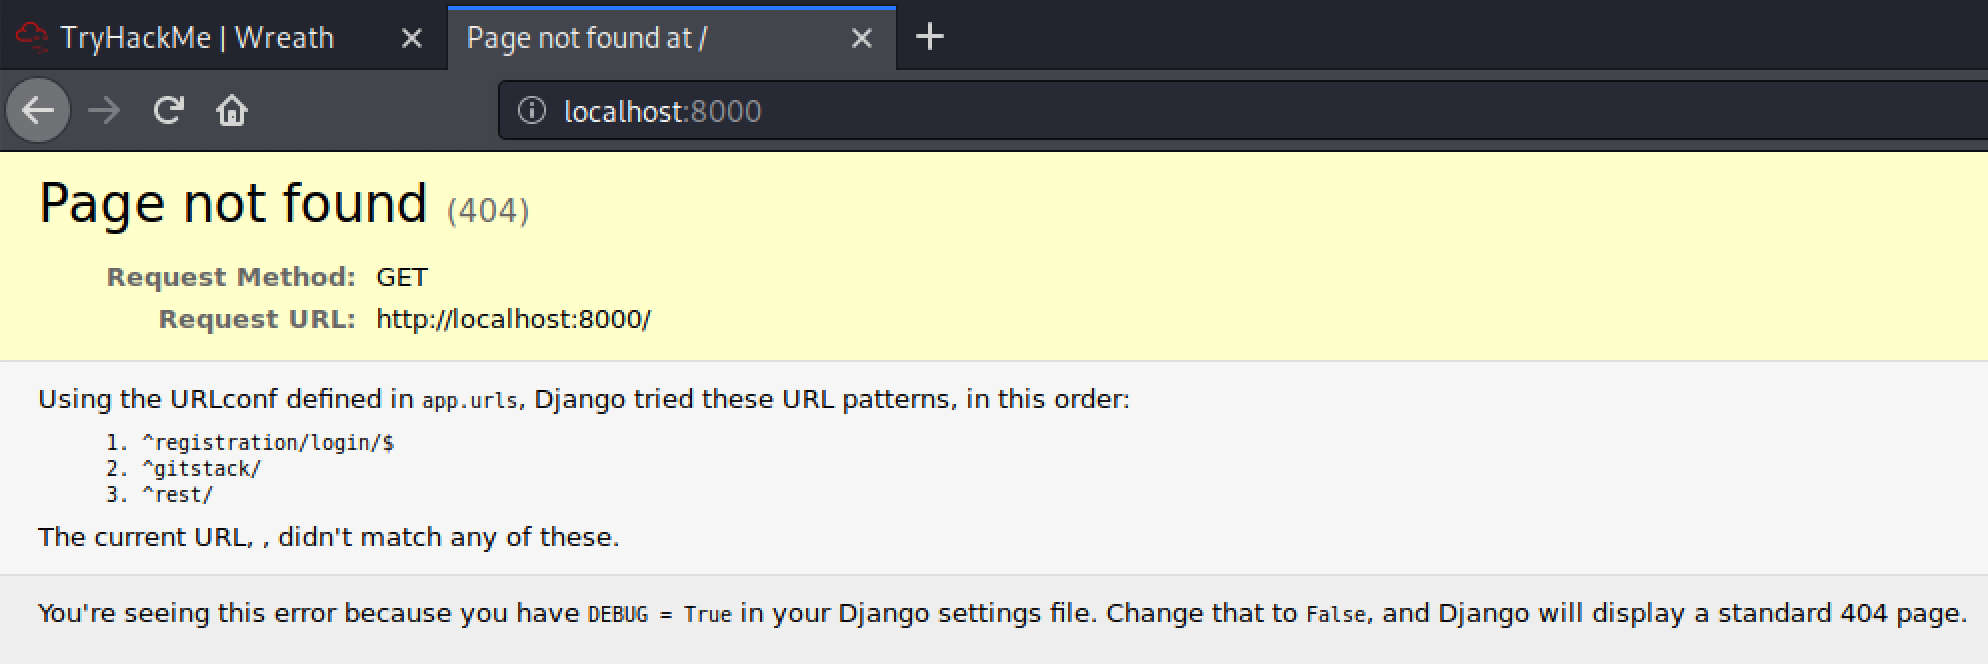 TryHackMe | Wreath
Page not found at /
localhost:8000
Page not found (404)
Request Method: GET
Request URL: http://localhost:8000/
Using the URLconf defined in app.urls, Django tried these URL patterns, in this order:
1. ^registration/login/$
2. ^gitstack/
3. ^rest/
The current URL, , didn't match any of these.
You're seeing this error because you have DEBUG = True in your Django settings file. Change that to False, and Django will display a standard 404 page.